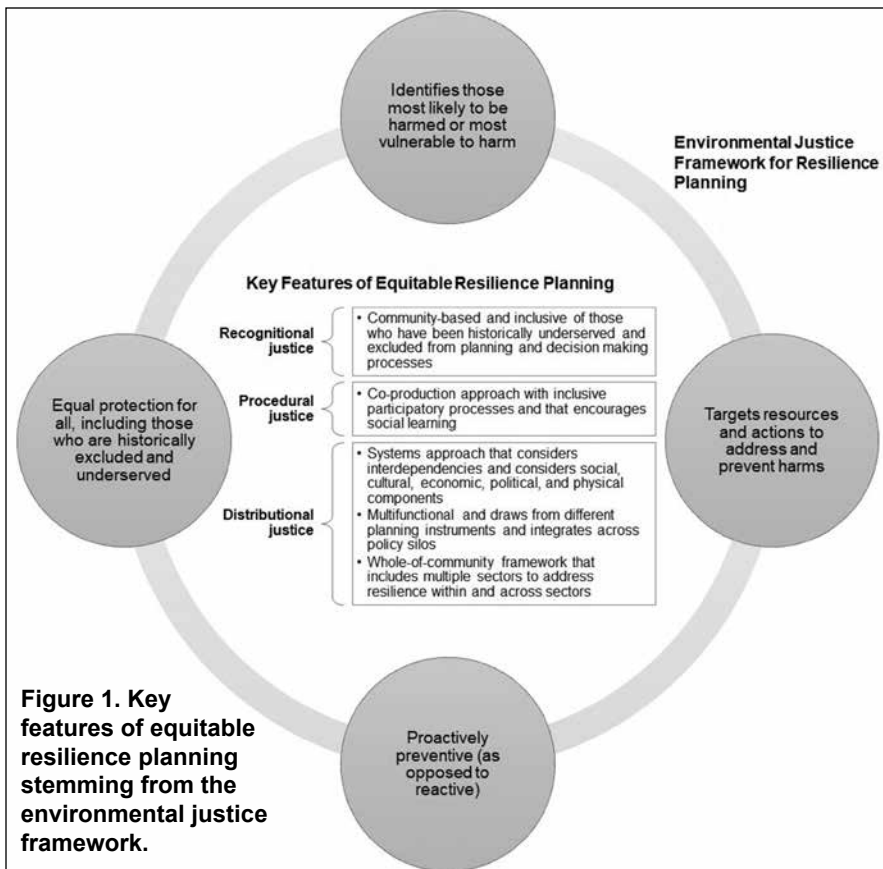 Identifies those
most likely to be
harmed or most
vulnerable to harm
Environmental Justice
Framework for Resilience
Planning
Key Features of Equitable Resilience Planning
Recognitional
justice
• Community-based and inclusive of those
who have been historically underserved and
excluded from planning and decision making
processes
Procedural
justice
• Co-production approach with inclusive
participatory processes and that encourages
social learning
Distributional
justice
• Systems approach that considers
interdependencies and considers social,
cultural, economic, political, and physical
components
• Multifunctional and draws from different
planning instruments and integrates across
policy silos
• Whole-of-community framework that
includes multiple sectors to address
resilience within and across sectors
Equal protection for
all, including those
who are historically
excluded and
underserved
Targets resources
and actions to
address and
prevent harms
Proactively
preventive (as
opposed to
reactive)
Figure 1. Key
features of equitable
resilience planning
stemming from the
environmental justice
framework.